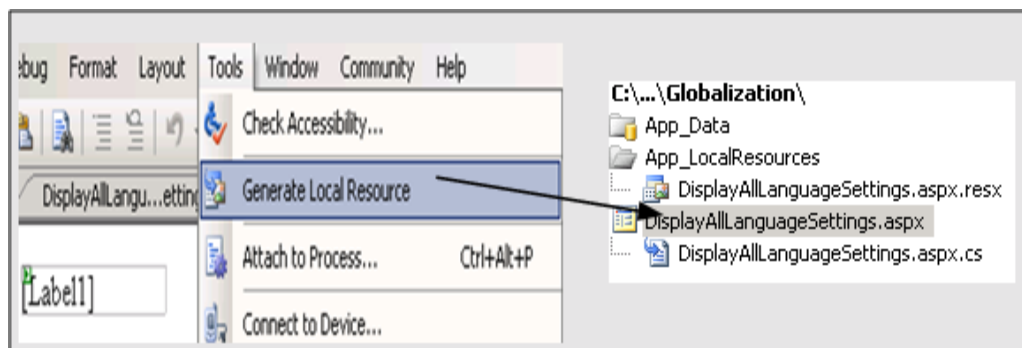 ebug Format Layout Tools Window Community Help
Check Accessibility...
DisplayAllLangu...etting
Generate Local Resource
Attach to Process... Ctrl+Alt+P
[Label1]
Connect to Device...
C:\...\Globalization\
App_Data
App_LocalResources
DisplayAllLanguageSettings.aspx.resx
DisplayAllLanguageSettings.aspx
DisplayAllLanguageSettings.aspx.cs